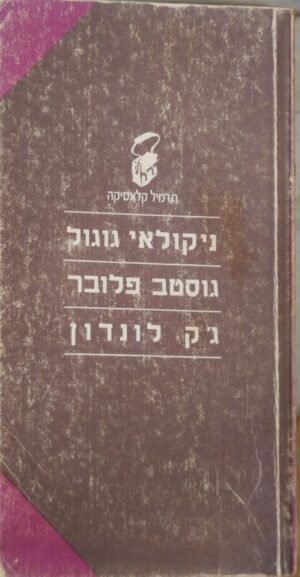 תרמיל קלאסיקה
ניקולאי גוגול
גוסטב פלובר
ג׳ק לונדון